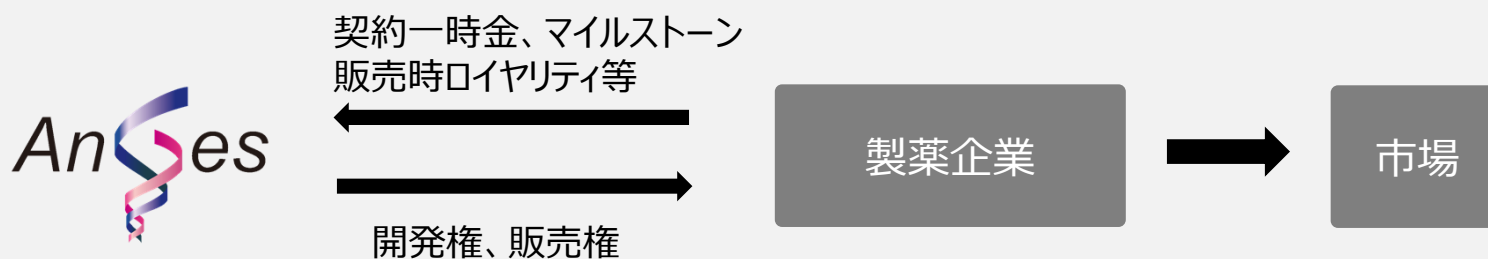 契約一時金、マイルストーン
販売時ロイヤリティ等
AnGes
製薬企業
市場
開発権、販売権